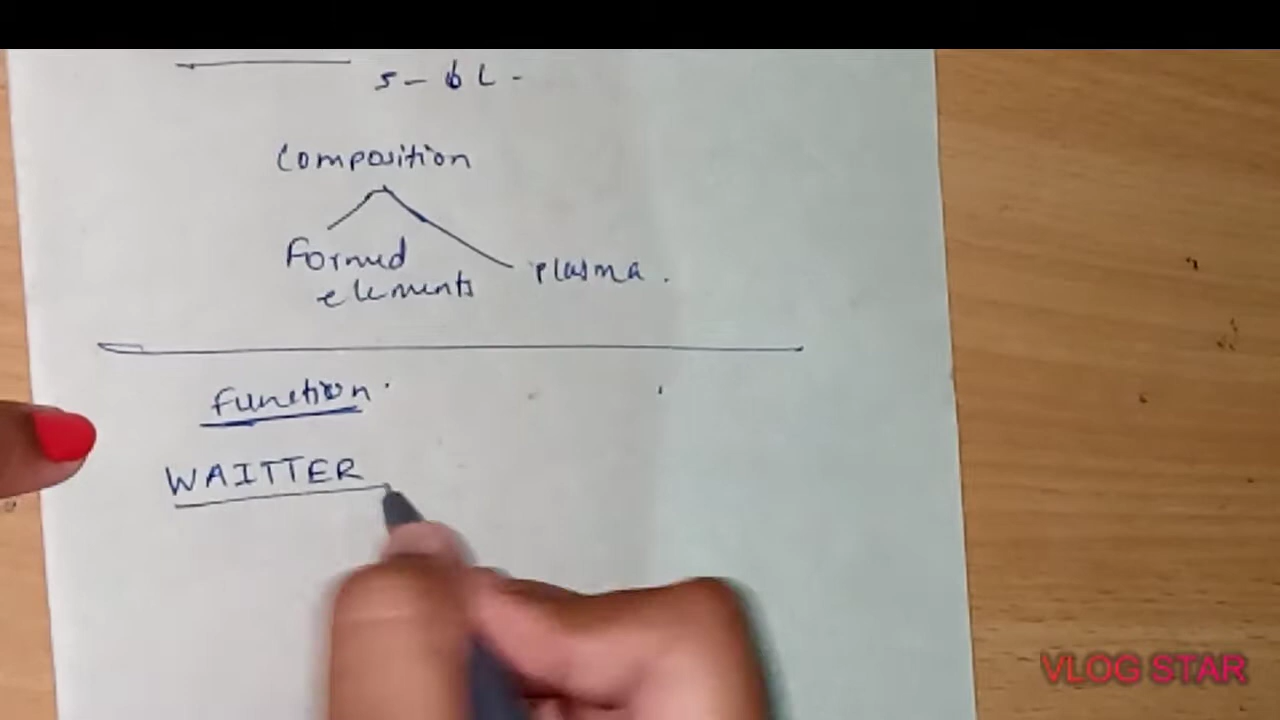 5-6L-
Composition
Formed
elements
plasma.
Function.
WAITTER
VLOG STAR